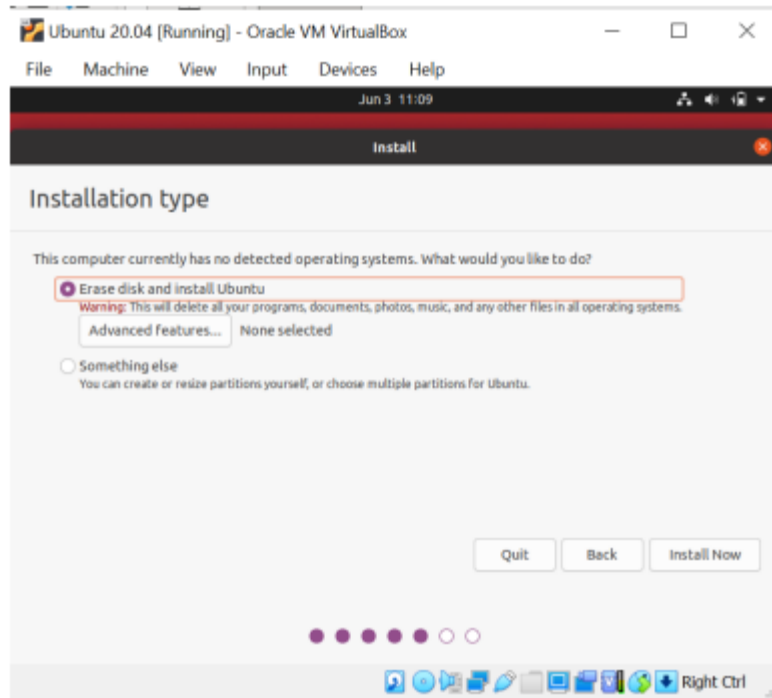 Ubuntu 20.04 [Running] - Oracle VM VirtualBox
File Machine View Input Devices Help
Jun 3 11:09
Install
Installation type
This computer currently has no detected operating systems. What would you like to do?
Erase disk and install Ubuntu
Warning: This will delete all your programs, documents, photos, music, and any other files in all operating systems.
Advanced features... None selected
Something else
You can create or resize partitions yourself, or choose multiple partitions for Ubuntu.
Quit Back Install Now
Right Ctrl